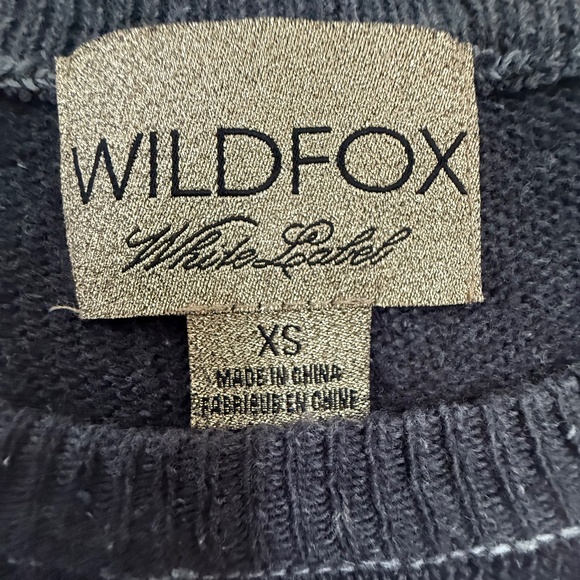 WILDFOX
White Label
XS
MADE IN CHINA
FABRIQUE EN CHINE